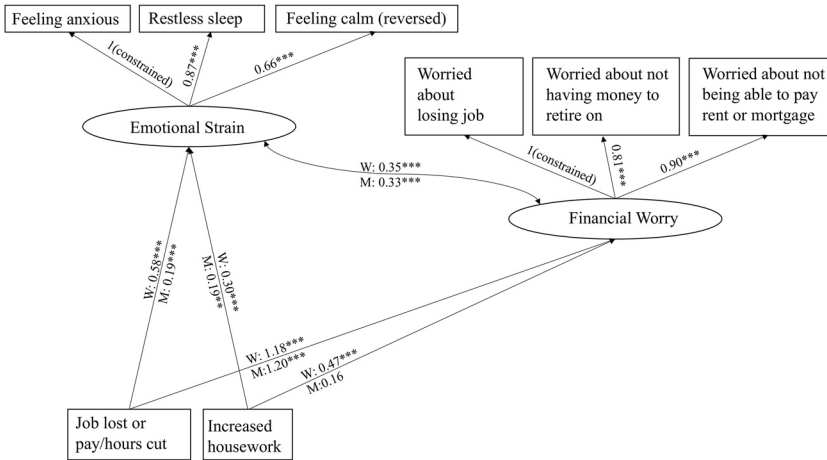 Feeling anxious
Restless sleep
Feeling calm (reversed)
1(constrained)
0.87***
0.66***
Emotional Strain
Worried
about
losing job
Worried about not
having money to
retire on
Worried about not
being able to pay
rent or mortgage
1(constrained)
0.81***
0.90***
W: 0.35***
M: 0.33***
Financial Worry
W: 0.58***
M: 0.19***
W: 0.30***
M: 0.19**
W: 1.18***
M:1.20***
W: 0.47***
M:0.16
Job lost or
pay/hours cut
Increased
housework